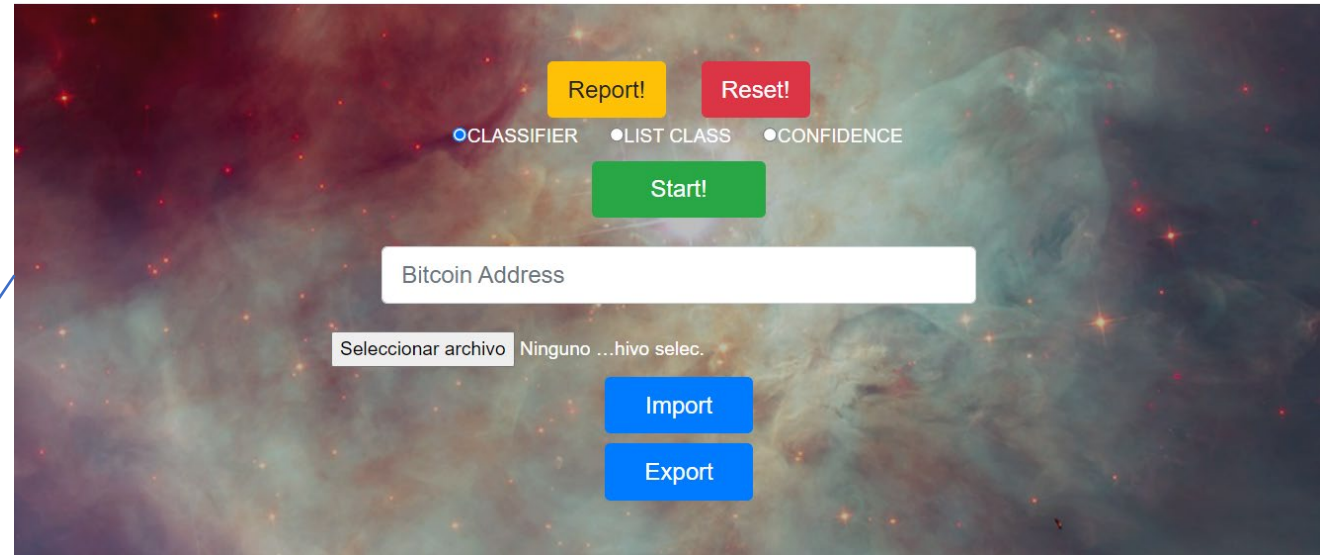 Report! Reset!
CLASSIFIER LIST CLASS CONFIDENCE
Start!
Bitcoin Address
Seleccionar archivo Ninguno …hivo selec.
Import
Export